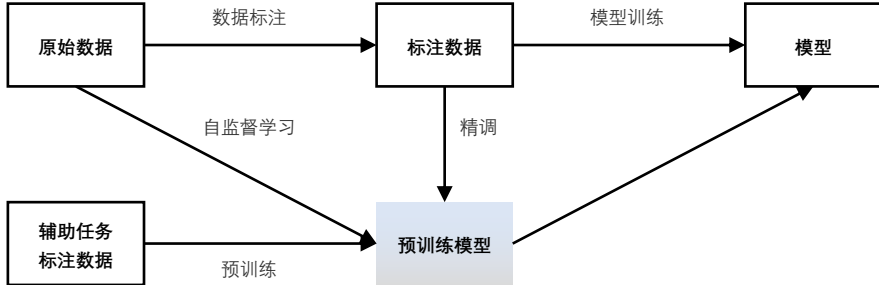 数据标注
模型训练
原始数据
标注数据
模型
自监督学习
精调
辅助任务
标注数据
预训练模型
预训练